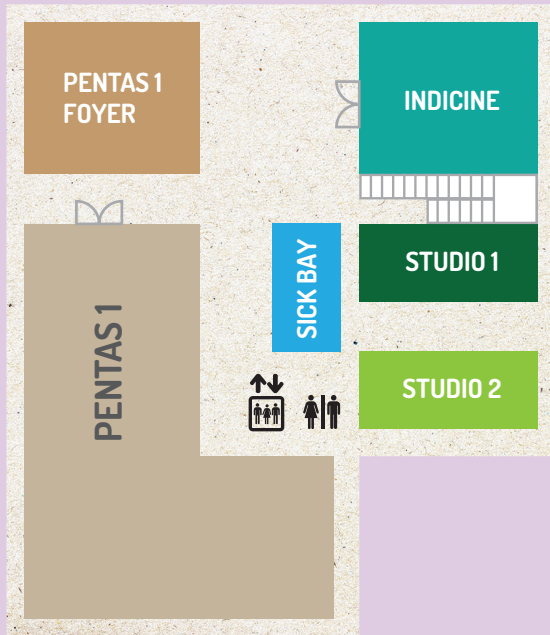 PENTAS 1
FOYER
INDICINE
PENTAS 1
SICK BAY
STUDIO 1
STUDIO 2